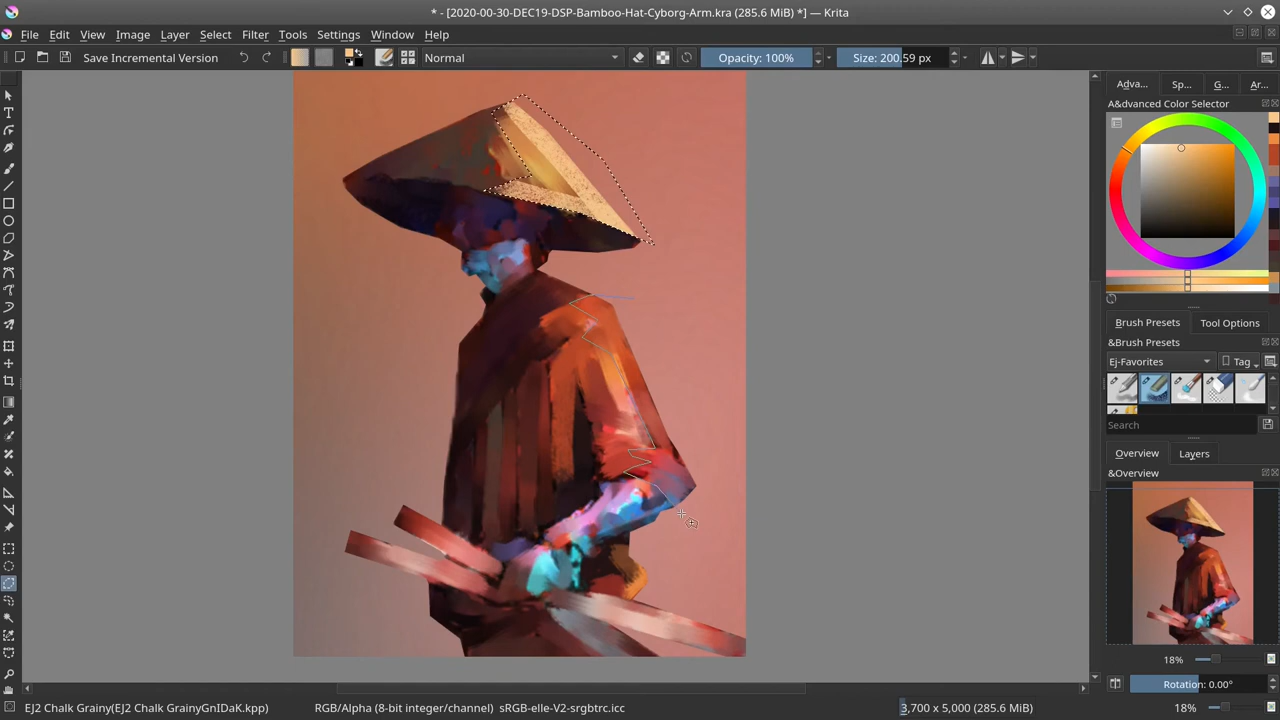 * - [2020-00-30-DEC19-DSP-Bamboo-Hat-Cyborg-Arm.kra (285.6 MiB) *] — Krita
File Edit View Image Layer Select Filter Tools Settings Window Help
Save Incremental Version Normal Opacity: 100% Size: 200.59 px
Adva... Sp... G... Ar...
A&dvanced Color Selector
Brush Presets Tool Options
&Brush Presets
Ej-Favorites Tag
Search
Overview Layers
&Overview
18%
Rotation: 0.00°
EJ2 Chalk Grainy(EJ2 Chalk GrainyGnIDaK.kpp) RGB/Alpha (8-bit integer/channel) sRGB-elle-V2-srgbtrc.icc 3,700 x 5,000 (285.6 MiB) 18%